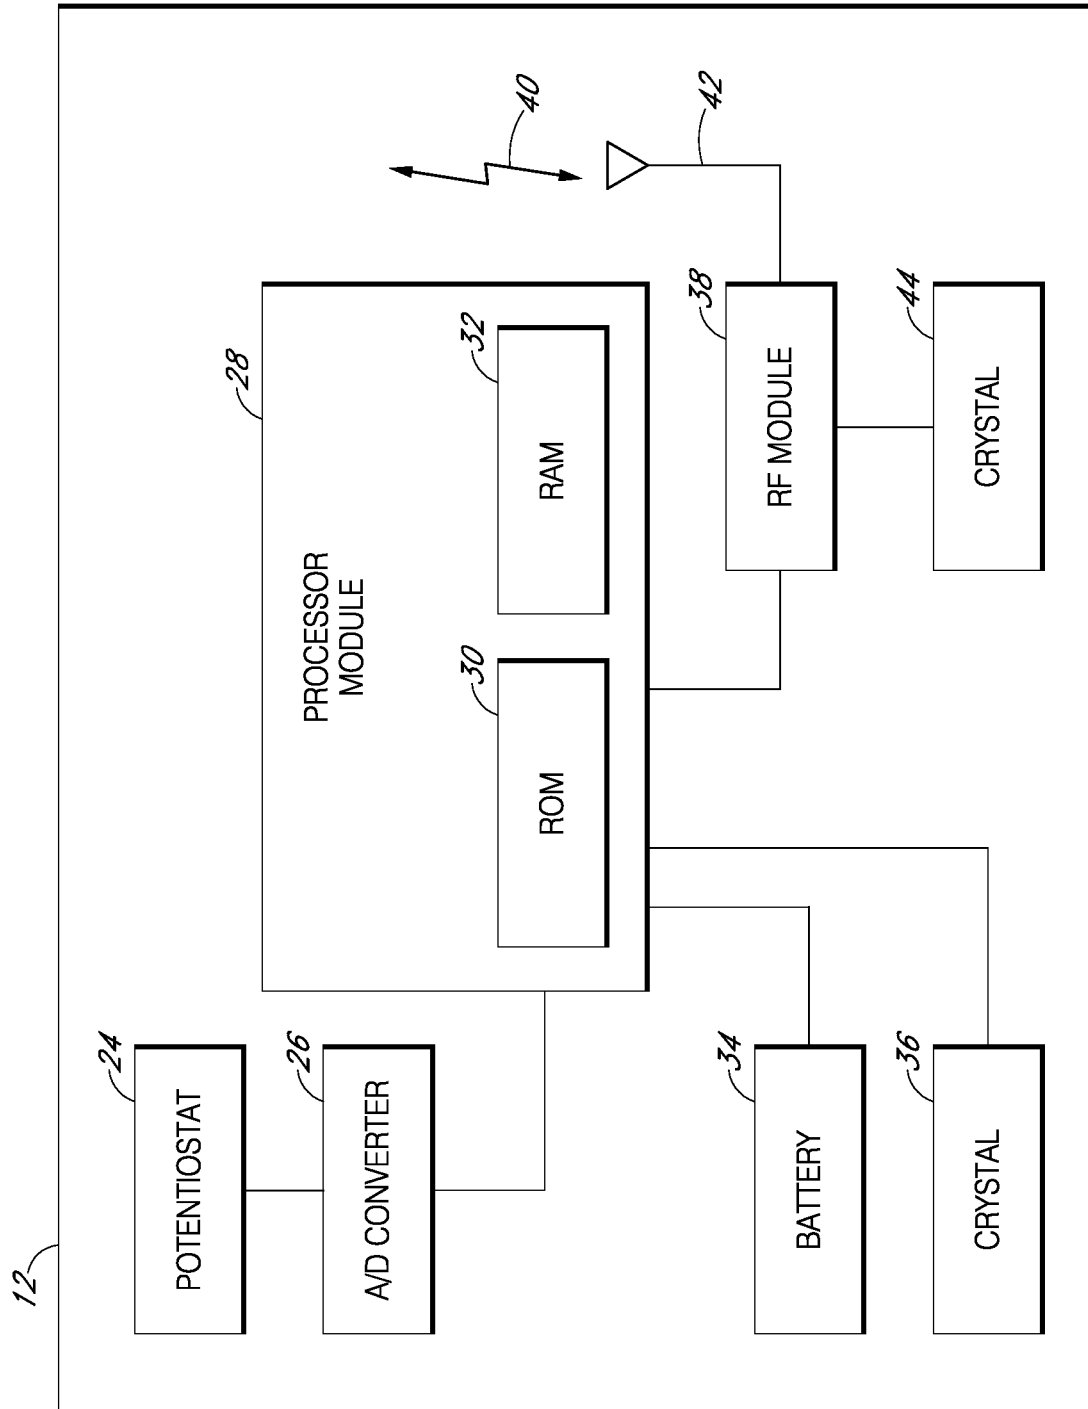 12
24
POTENTIOSTAT
26
A/D CONVERTER
28
PROCESSOR
MODULE
30
ROM
32
RAM
34
BATTERY
36
CRYSTAL
38
RF MODULE
40
42
44
CRYSTAL